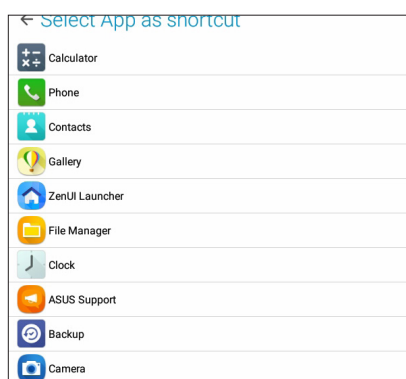 Select App as shortcut
Calculator
Phone
Contacts
Gallery
ZenUI Launcher
File Manager
Clock
ASUS Support
Backup
Camera